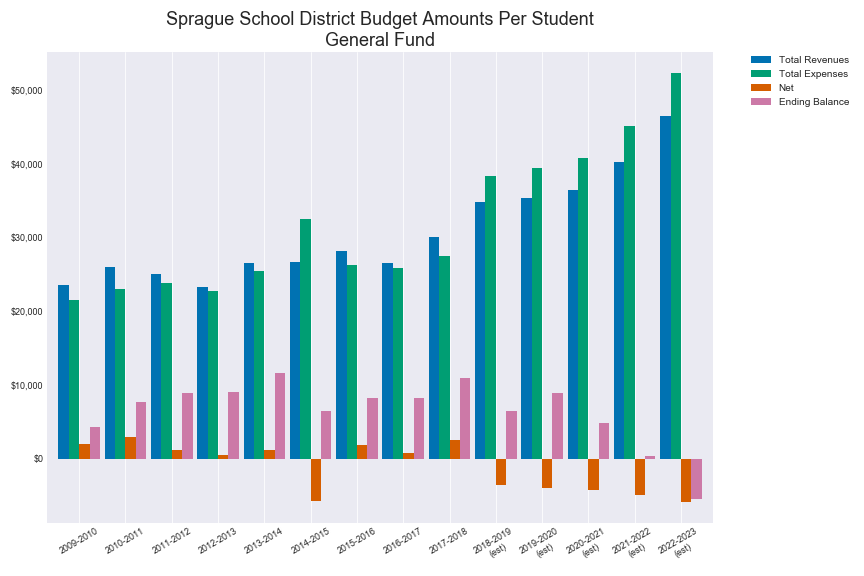 Sprague School District Budget Amounts Per Student
General Fund
Total Revenues
Total Expenses
Net
Ending Balance
$50,000
$40,000
$30,000
$20,000
$10,000
$0
2009-2010
2010-2011
2011-2012
2012-2013
2013-2014
2014-2015
2015-2016
2016-2017
2017-2018
2018-2019
(est)
2019-2020
(est)
2020-2021
(est)
2021-2022
(est)
2022-2023
(est)